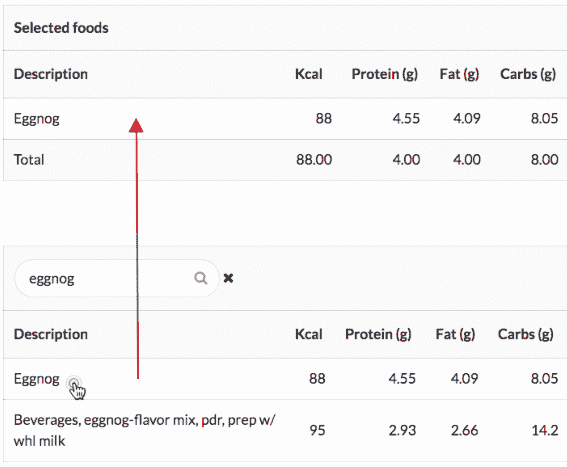 Selected foods
Description Kcal Protein (g) Fat (g) Carbs (g)
Eggnog 88 4.55 4.09 8.05
Total 88.00 4.00 4.00 8.00
eggnog
Description Kcal Protein (g) Fat (g) Carbs (g)
Eggnog 88 4.55 4.09 8.05
Beverages, eggnog-flavor mix, pdr, prep w/
whl milk 95 2.93 2.66 14.2